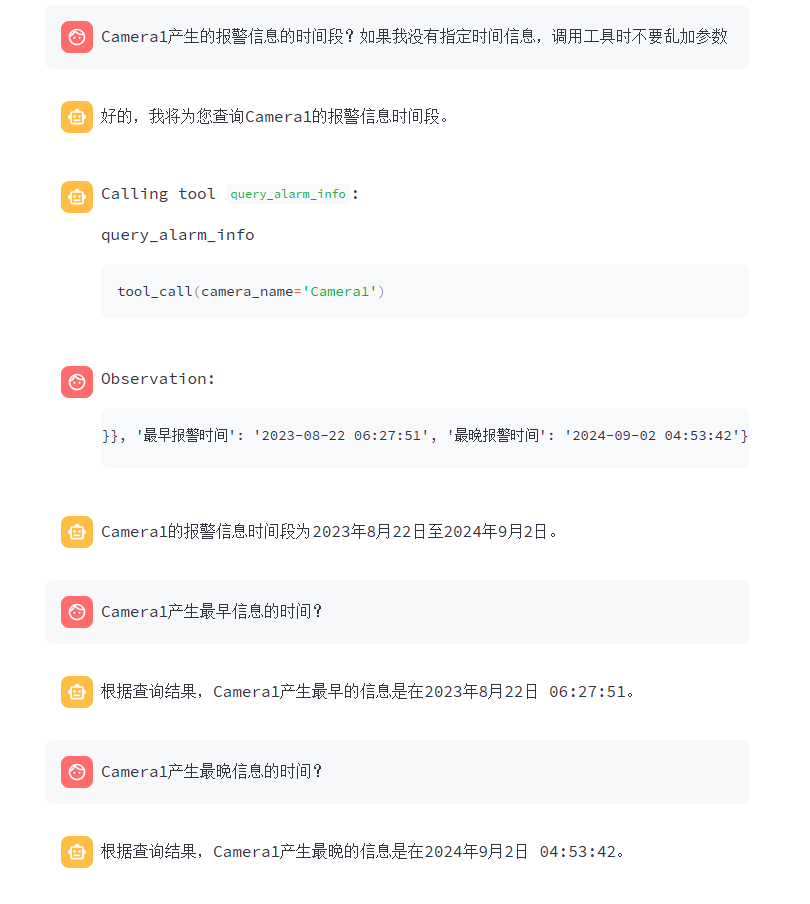 Camera1产生的报警信息的时间段？如果我没有指定时间信息，调用工具时不要乱加参数
好的，我将为您查询Camera1的报警信息时间段。
Calling tool query_alarm_info:
query_alarm_info
tool_call(camera_name='Camera1')
Observation:
}}, '最早报警时间': '2023-08-22 06:27:51', '最晚报警时间': '2024-09-02 04:53:42'}
Camera1的报警信息时间段为2023年8月22日至2024年9月2日。
Camera1产生最早信息的时间？
根据查询结果，Camera1产生最早的信息是在2023年8月22日 06:27:51。
Camera1产生最晚信息的时间？
根据查询结果，Camera1产生最晚的信息是在2024年9月2日 04:53:42。